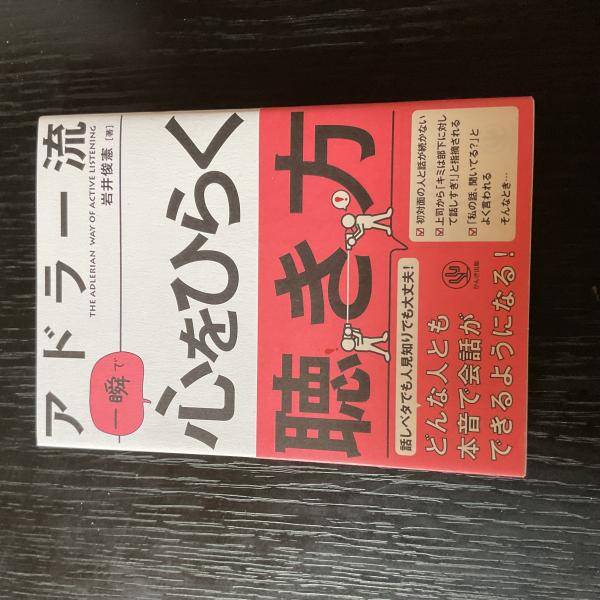 アドラー流
THE ADLERIAN WAY OF ACTIVE LISTENING
岩井俊憲[著]
一瞬で
心をひらく
聴き方
話しベタでも人見知りでも大丈夫!
どんな人とも
本音で会話が
できるようになる!
初対面の人と話が続かない
上司から「キミは部下に対し
て話しすぎ!」と指摘される
「私の話、聞いてる?」と
よく言われる
そんなとき…
かんき出版